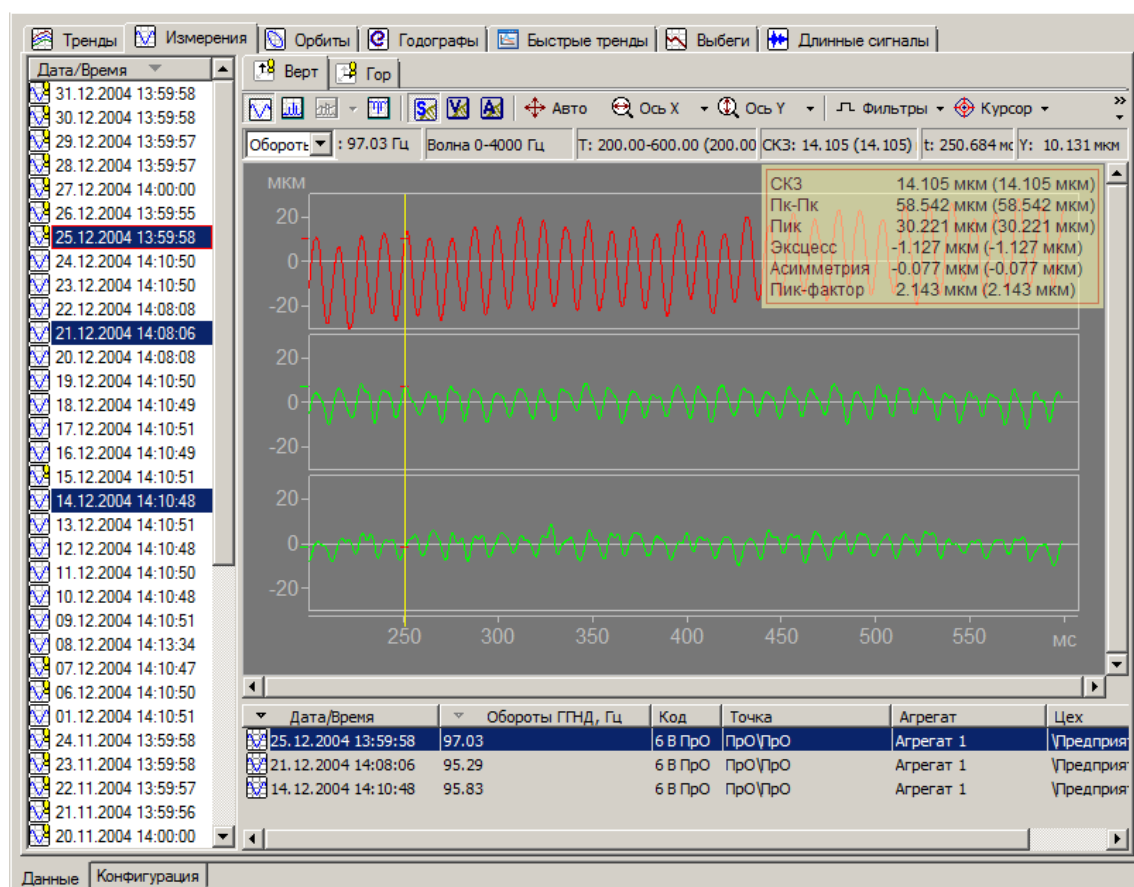 Тренды Измерения Орбиты Годографы Быстрые тренды Выбеги Длинные сигналы
Дата/Время
31.12.2004 13:59:58
30.12.2004 13:59:58
29.12.2004 13:59:57
28.12.2004 13:59:57
27.12.2004 14:00:00
26.12.2004 13:59:55
25.12.2004 13:59:58
24.12.2004 14:10:50
23.12.2004 14:10:50
22.12.2004 14:08:08
21.12.2004 14:08:06
20.12.2004 14:08:08
19.12.2004 14:10:50
18.12.2004 14:10:49
17.12.2004 14:10:51
16.12.2004 14:10:49
15.12.2004 14:10:51
14.12.2004 14:10:48
13.12.2004 14:10:51
12.12.2004 14:10:48
11.12.2004 14:10:50
10.12.2004 14:10:48
09.12.2004 14:10:51
08.12.2004 14:13:34
07.12.2004 14:10:47
06.12.2004 14:10:50
01.12.2004 14:10:51
24.11.2004 13:59:58
23.11.2004 13:59:58
22.11.2004 13:59:57
21.11.2004 13:59:56
20.11.2004 14:00:00
Верт Гор
S V A Авто Ось X Ось Y Фильтры Курсор »
Обороть : 97.03 Гц Волна 0-4000 Гц T: 200.00-600.00 (200.00 СКЗ: 14.105 (14.105) t: 250.684 мс Y: 10.131 мкм
мкм
СКЗ 14.105 мкм (14.105 мкм)
Пк-Пк 58.542 мкм (58.542 мкм)
Пик 30.221 мкм (30.221 мкм)
Эксцесс -1.127 мкм (-1.127 мкм)
Асимметрия -0.077 мкм (-0.077 мкм)
Пик-фактор 2.143 мкм (2.143 мкм)
20
0
-20
20
0
-20
20
0
-20
250 300 350 400 450 500 550 мс
Дата/Время Обороты ГГНД, Гц Код Точка Агрегат Цех
25.12.2004 13:59:58 97.03 6 В ПрО ПрО\ПрО Агрегат 1 \Предприят
21.12.2004 14:08:06 95.29 6 В ПрО ПрО\ПрО Агрегат 1 \Предприят
14.12.2004 14:10:48 95.83 6 В ПрО ПрО\ПрО Агрегат 1 \Предприят
Данные Конфигурация